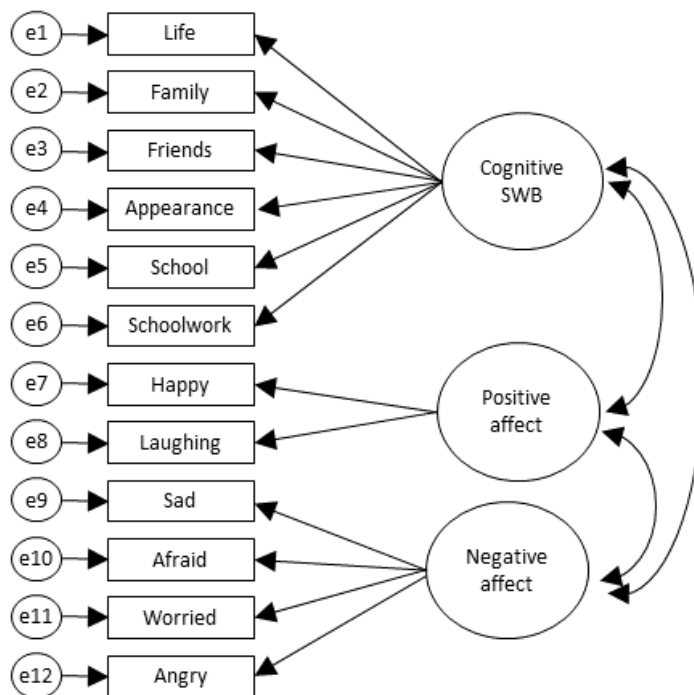 e1 Life
e2 Family
e3 Friends
Cognitive
SWB
e4 Appearance
e5 School
e6 Schoolwork
e7 Happy
Positive
affect
e8 Laughing
e9 Sad
e10 Afraid
Negative
affect
e11 Worried
e12 Angry